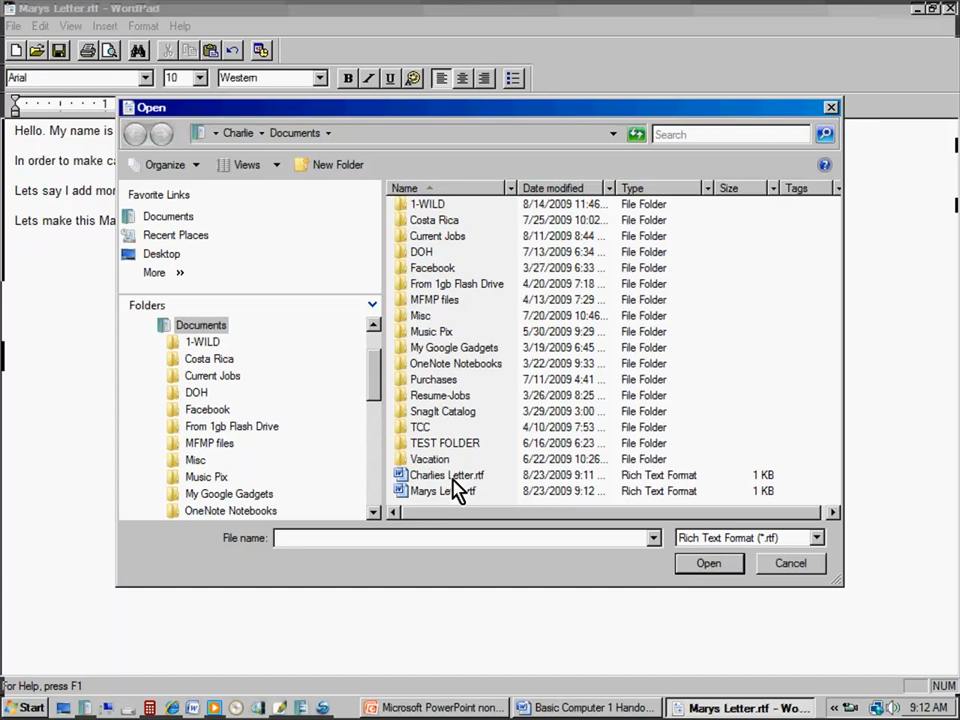 Marys Letter.rtf - WordPad
File Edit View Insert Format Help
Arial 10 Western B I U
1
Hello. My name is
In order to make ca
Lets say I add mor
Lets make this Ma
Open
Charlie Documents Search
Organize Views New Folder
Favorite Links
Documents
Recent Places
Desktop
More »
Folders
Documents
1-WILD
Costa Rica
Current Jobs
DOH
Facebook
From 1gb Flash Drive
MFMP files
Misc
Music Pix
My Google Gadgets
OneNote Notebooks
Name Date modified Type Size Tags
1-WILD 8/14/2009 11:46... File Folder
Costa Rica 7/25/2009 10:02... File Folder
Current Jobs 8/11/2009 8:44 ... File Folder
DOH 7/13/2009 6:34 ... File Folder
Facebook 3/27/2009 6:33 ... File Folder
From 1gb Flash Drive 4/20/2009 7:18 ... File Folder
MFMP files 4/13/2009 7:29 ... File Folder
Misc 7/20/2009 10:46... File Folder
Music Pix 5/30/2009 9:29 ... File Folder
My Google Gadgets 3/19/2009 6:45 ... File Folder
OneNote Notebooks 3/22/2009 9:33 ... File Folder
Purchases 7/11/2009 4:41 ... File Folder
Resume-Jobs 3/26/2009 8:25 ... File Folder
SnagIt Catalog 3/29/2009 3:00 ... File Folder
TCC 4/10/2009 7:53 ... File Folder
TEST FOLDER 6/16/2009 6:23 ... File Folder
Vacation 6/22/2009 10:26... File Folder
Charlies Letter.rtf 8/23/2009 9:11 ... Rich Text Format 1 KB
Marys Letter.rtf 8/23/2009 9:12 ... Rich Text Format 1 KB
File name: Rich Text Format (*.rtf)
Open Cancel
For Help, press F1 NUM
Start Microsoft PowerPoint non... Basic Computer 1 Hando... Marys Letter.rtf - Wo... « 9:12 AM